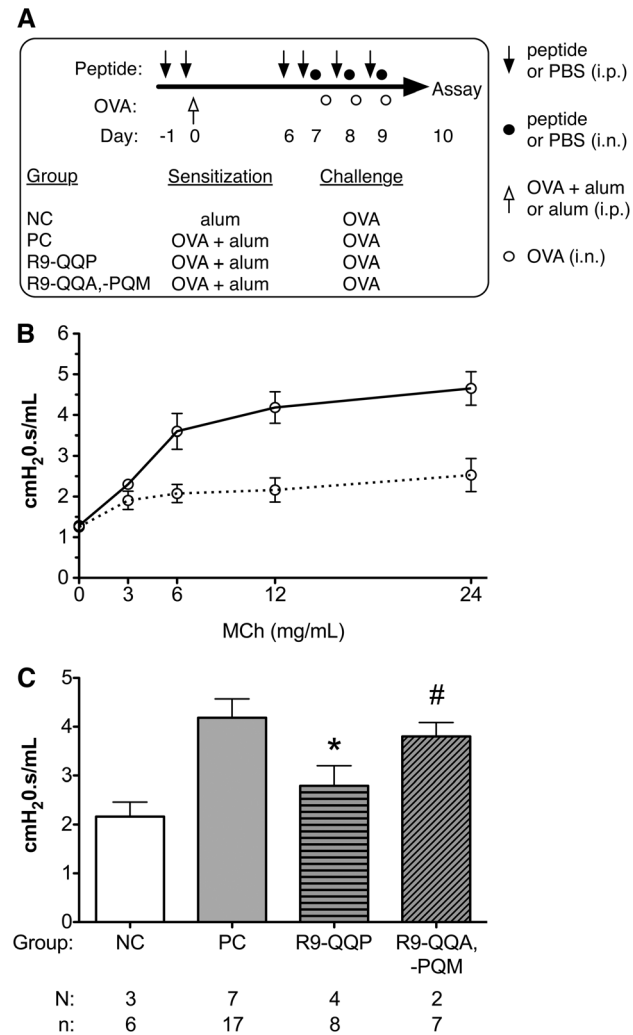 A
Peptide:
OVA:
Assay
Day: -1 0 6 7 8 9 10
Group Sensitization Challenge
NC alum OVA
PC OVA + alum OVA
R9-QQP OVA + alum OVA
R9-QQA,-PQM OVA + alum OVA
peptide
or PBS (i.p.)
peptide
or PBS (i.n.)
OVA + alum
or alum (i.p.)
OVA (i.n.)
B
6
5
4
3
2
1
0
cmH₂0.s/mL
0 3 6 12 24
MCh (mg/mL)
C
5
4
3
2
1
0
cmH₂0.s/mL
*
#
Group: NC PC R9-QQP R9-QQA,
-PQM
N: 3 7 4 2
n: 6 17 8 7